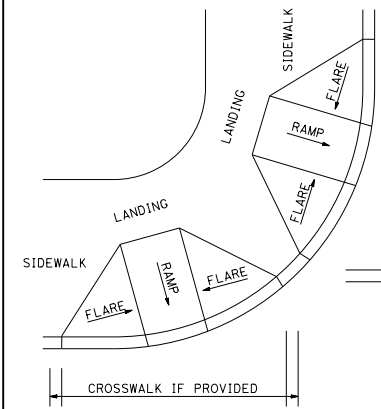 SIDEWALK
FLARE
LANDING
RAMP
FLARE
LANDING
SIDEWALK
RAMP
FLARE
FLARE
CROSSWALK IF PROVIDED